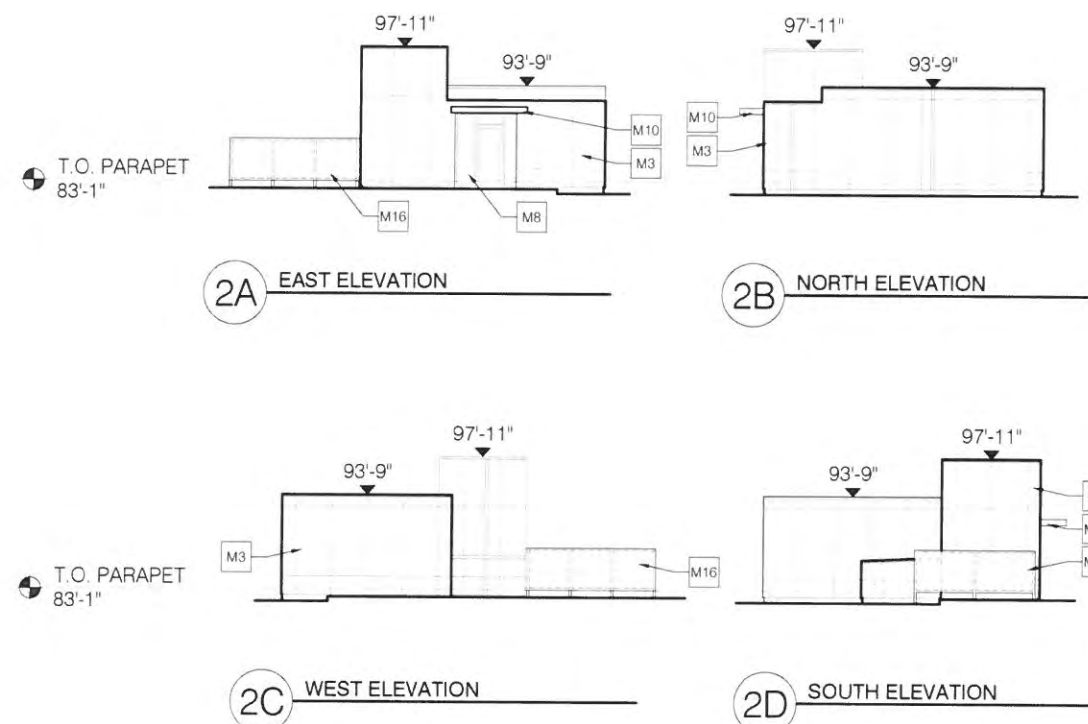 97'-11"
93'-9"
M10
M3
T.O. PARAPET
83'-1"
M16
M8
2A EAST ELEVATION
97'-11"
93'-9"
M10
M3
2B NORTH ELEVATION
97'-11"
93'-9"
M3
M16
T.O. PARAPET
83'-1"
2C WEST ELEVATION
97'-11"
93'-9"
M
M
2D SOUTH ELEVATION